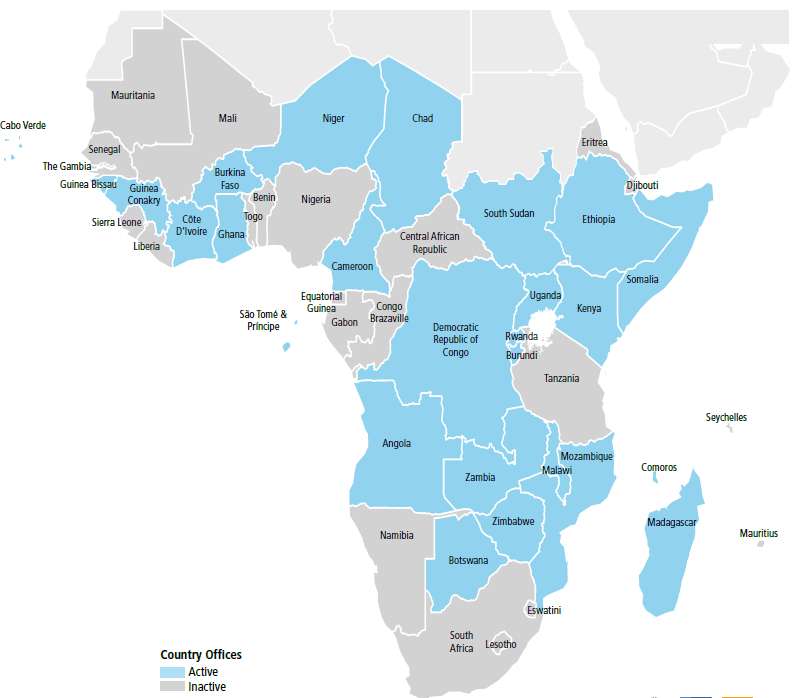 Mauritania
Mali
Niger
Chad
Cabo Verde
Eritrea
Senegal
The Gambia
Guinea Bissau
Guinea
Conakry
Burkina
Faso
Djibouti
Benin
Nigeria
Sierra Leone
Côte
D'Ivoire
Ghana
Togo
South Sudan
Ethiopia
Liberia
Central African
Republic
Cameroon
Somalia
Equatorial
Guinea
Uganda
Kenya
São Tomé &
Príncipe
Gabon
Congo
Brazaville
Democratic
Republic of
Congo
Rwanda
Burundi
Tanzania
Seychelles
Angola
Mozambique
Malawi
Comoros
Zambia
Zimbabwe
Madagascar
Mauritius
Namibia
Botswana
Eswatini
South
Africa
Lesotho
Country Offices
Active
Inactive